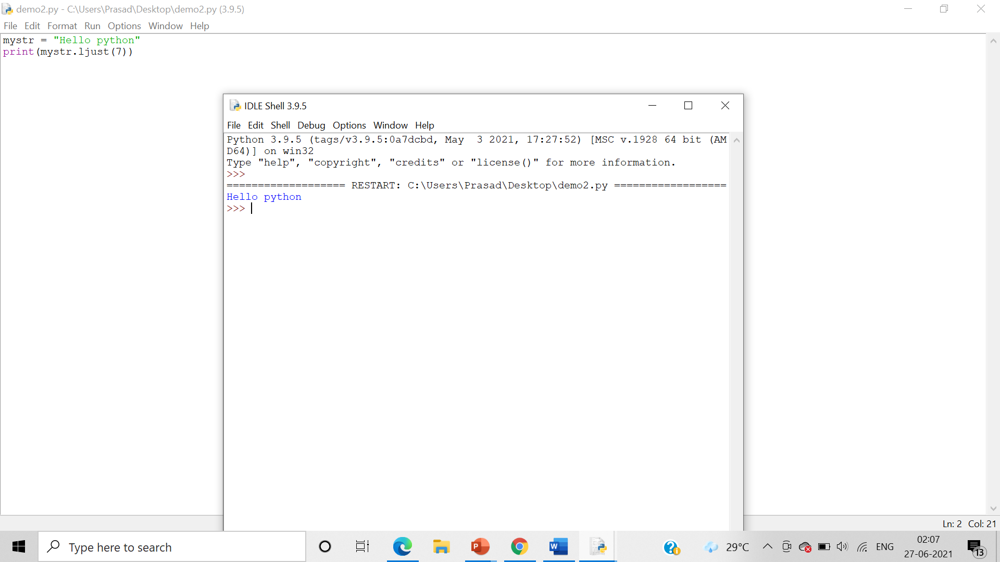 demo2.py - C:\Users\Prasad\Desktop\demo2.py (3.9.5)
File Edit Format Run Options Window Help
mystr = "Hello python"
print(mystr.ljust(7))
IDLE Shell 3.9.5
File Edit Shell Debug Options Window Help
Python 3.9.5 (tags/v3.9.5:0a7dcbd, May  3 2021, 17:27:52) [MSC v.1928 64 bit (AM
D64)] on win32
Type "help", "copyright", "credits" or "license()" for more information.
>>>
=================== RESTART: C:\Users\Prasad\Desktop\demo2.py ==================
Hello python
>>>
Ln: 2 Col: 21
Type here to search
P
W
?
29°C
ENG
02:07
27-06-2021
13